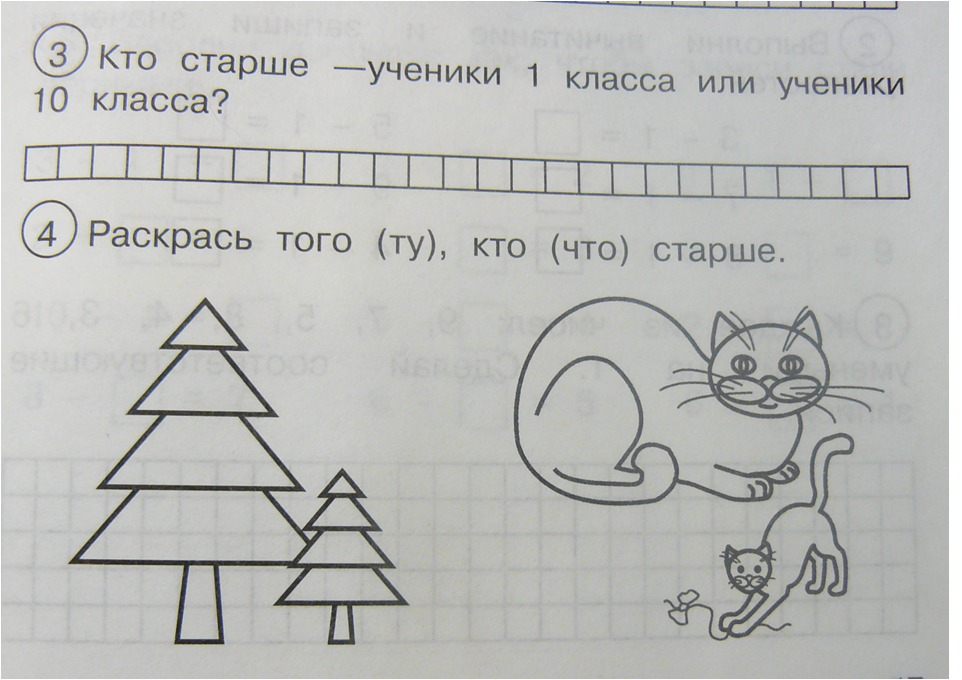 3 Кто старше —ученики 1 класса или ученики
10 класса?
4 Раскрась того (ту), кто (что) старше.